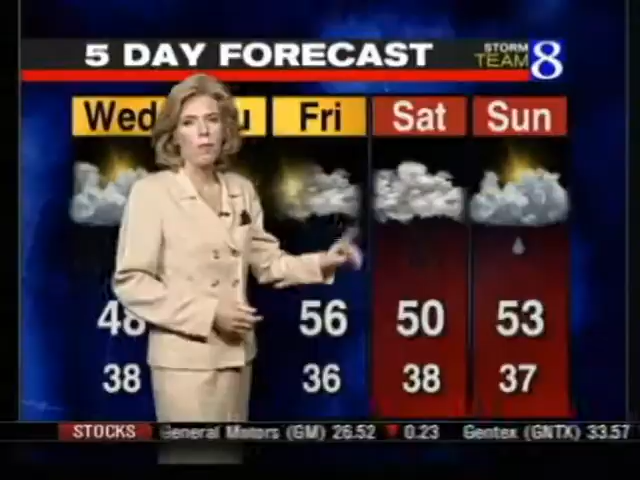 5 DAY FORECAST
STORM
TEAM 8
Wed Fri Sat Sun
48 56 50 53
38 36 38 37
STOCKS General Motors (GM) 26.52 0.23 Gentex (GNTX) 33.57